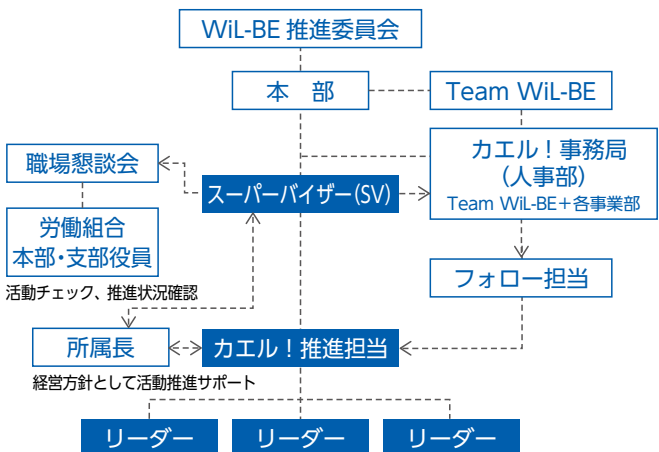 WiL-BE 推進委員会
本　部
Team WiL-BE
職場懇談会
スーパーバイザー(SV)
カエル！事務局
(人事部)
Team WiL-BE＋各事業部
労働組合
本部・支部役員
フォロー担当
活動チェック、推進状況確認
所属長
カエル！推進担当
経営方針として活動推進サポート
リーダー
リーダー
リーダー